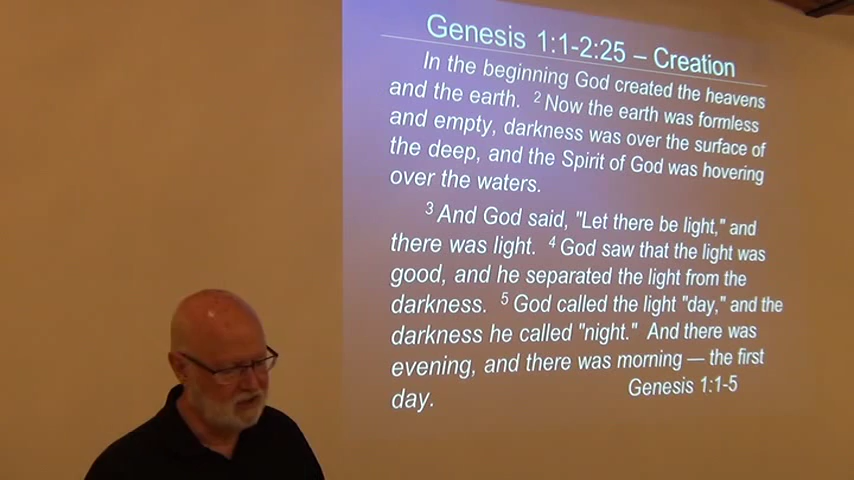 Genesis 1:1-2:25 – Creation
In the beginning God created the heavens
and the earth. 2 Now the earth was formless
and empty, darkness was over the surface of
the deep, and the Spirit of God was hovering
over the waters.
3 And God said, "Let there be light," and
there was light. 4 God saw that the light was
good, and he separated the light from the
darkness. 5 God called the light "day," and the
darkness he called "night." And there was
evening, and there was morning — the first
day. Genesis 1:1-5